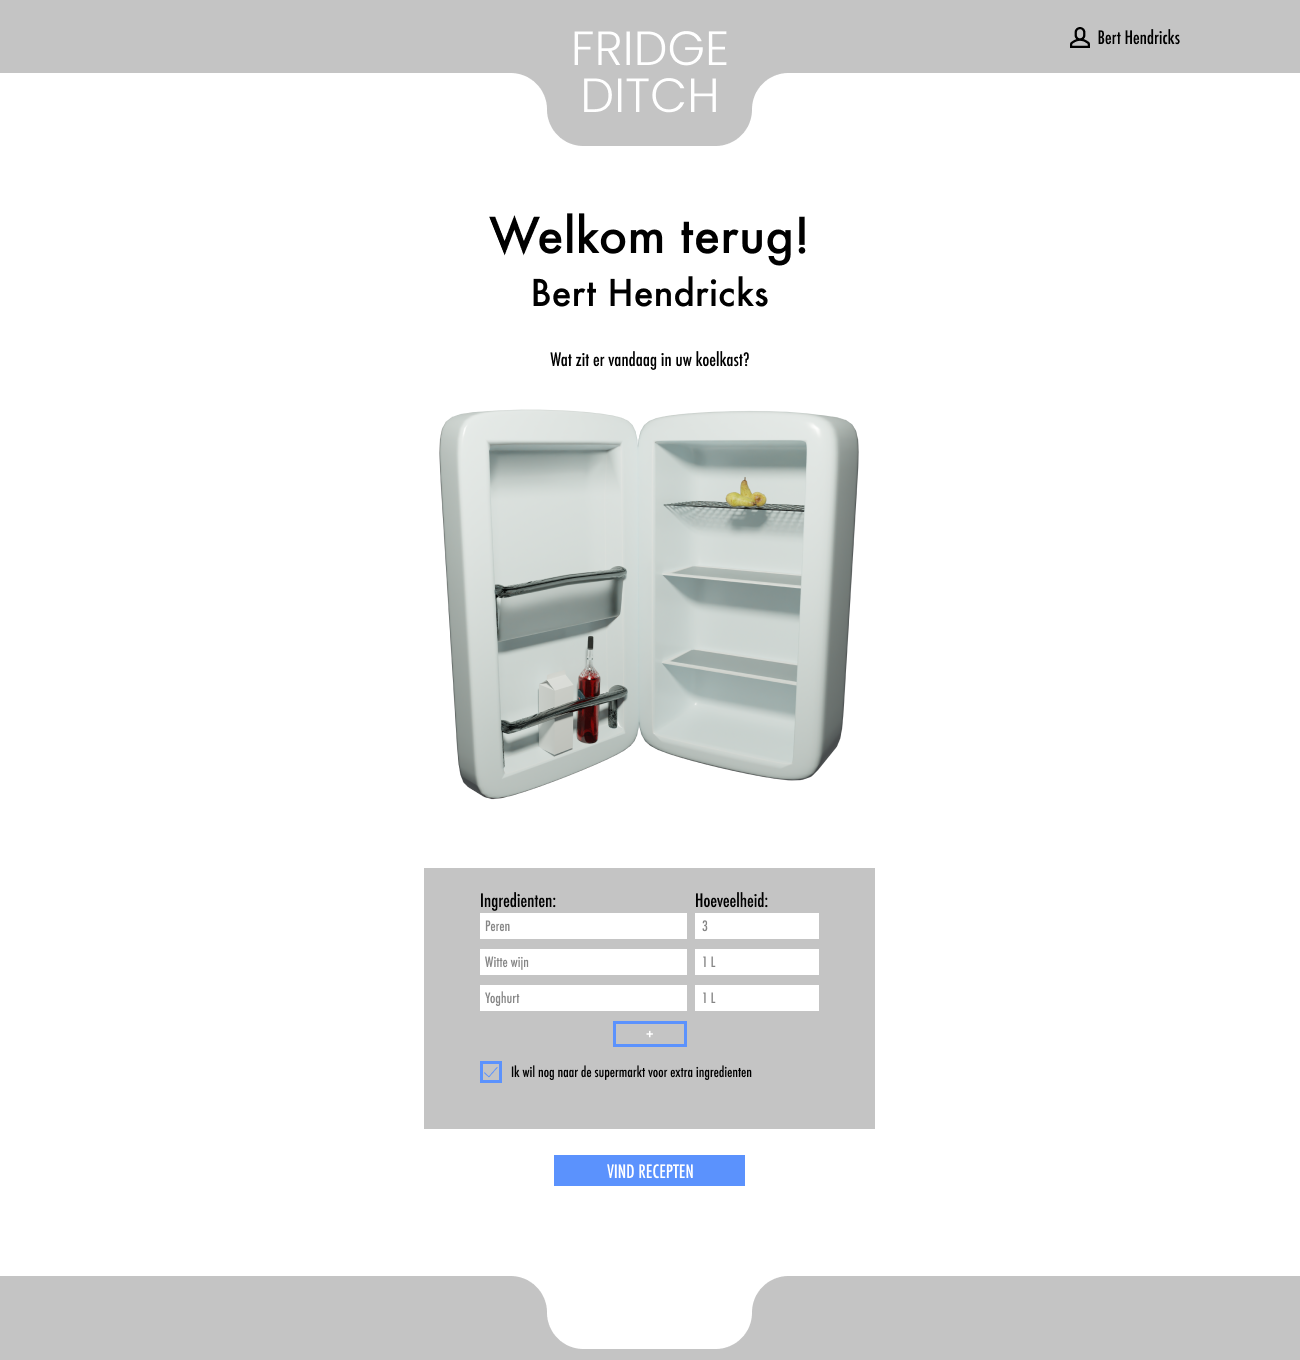 FRIDGE
DITCH
Bert Hendricks
Welkom terug!
Bert Hendricks
Wat zit er vandaag in uw koelkast?
Ingredienten: Hoeveelheid:
Peren 3
Witte wijn 1 L
Yoghurt 1 L
+
Ik wil nog naar de supermarkt voor extra ingredienten
VIND RECEPTEN